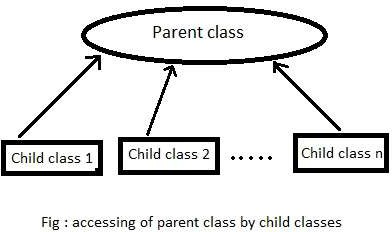 Parent class
Child class 1
Child class 2
.....
Child class n
Fig : accessing of parent class by child classes